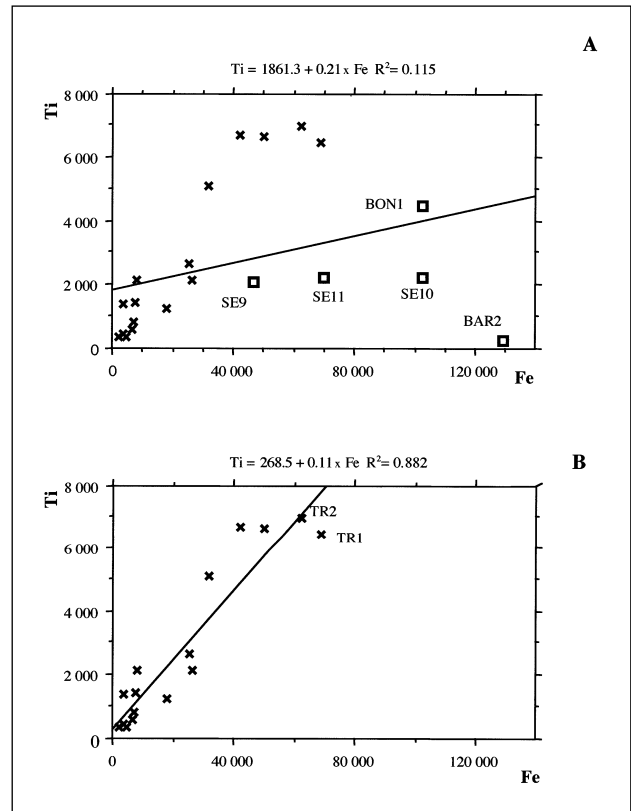 A
Ti = 1861.3 + 0.21 x Fe R²= 0.115
Ti
8 000
6 000
4 000
2 000
0
BON1
SE9
SE11
SE10
BAR2
0
40 000
80 000
120 000
Fe
B
Ti = 268.5 + 0.11 x Fe R²= 0.882
Ti
8 000
6 000
4 000
2 000
0
TR2
TR1
0
40 000
80 000
120 000
Fe